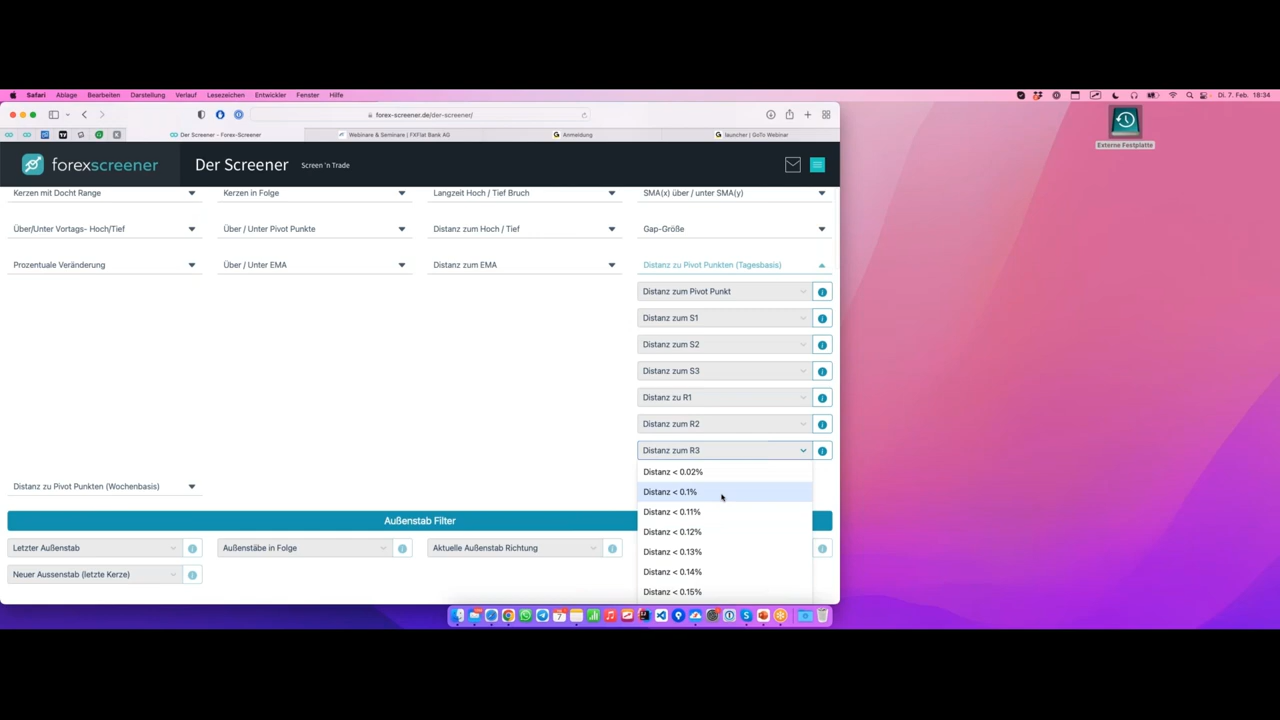 Safari Ablage Bearbeiten Darstellung Verlauf Lesezeichen Entwickler Fenster Hilfe Di. 7. Feb. 18:34
forex-screener.de/der-screener/
Der Screener - Forex-Screener Webinare & Seminare | FXFlat Bank AG Anmeldung launcher | GoTo Webinar
forexscreener Der Screener Screen 'n Trade
Externe Festplatte
Kerzen mit Docht Range Kerzen in Folge Langzeit Hoch / Tief Bruch SMA(x) über / unter SMA(y)
Über/Unter Vortags- Hoch/Tief Über / Unter Pivot Punkte Distanz zum Hoch / Tief Gap-Größe
Prozentuale Veränderung Über / Unter EMA Distanz zum EMA Distanz zu Pivot Punkten (Tagesbasis)
Distanz zum Pivot Punkt
Distanz zum S1
Distanz zum S2
Distanz zum S3
Distanz zu R1
Distanz zum R2
Distanz zum R3
Distanz < 0.02%
Distanz < 0.1%
Distanz < 0.11%
Distanz < 0.12%
Distanz < 0.13%
Distanz < 0.14%
Distanz < 0.15%
Distanz zu Pivot Punkten (Wochenbasis)
Außenstab Filter
Letzter Außenstab Außenstäbe in Folge Aktuelle Außenstab Richtung
Neuer Aussenstab (letzte Kerze)